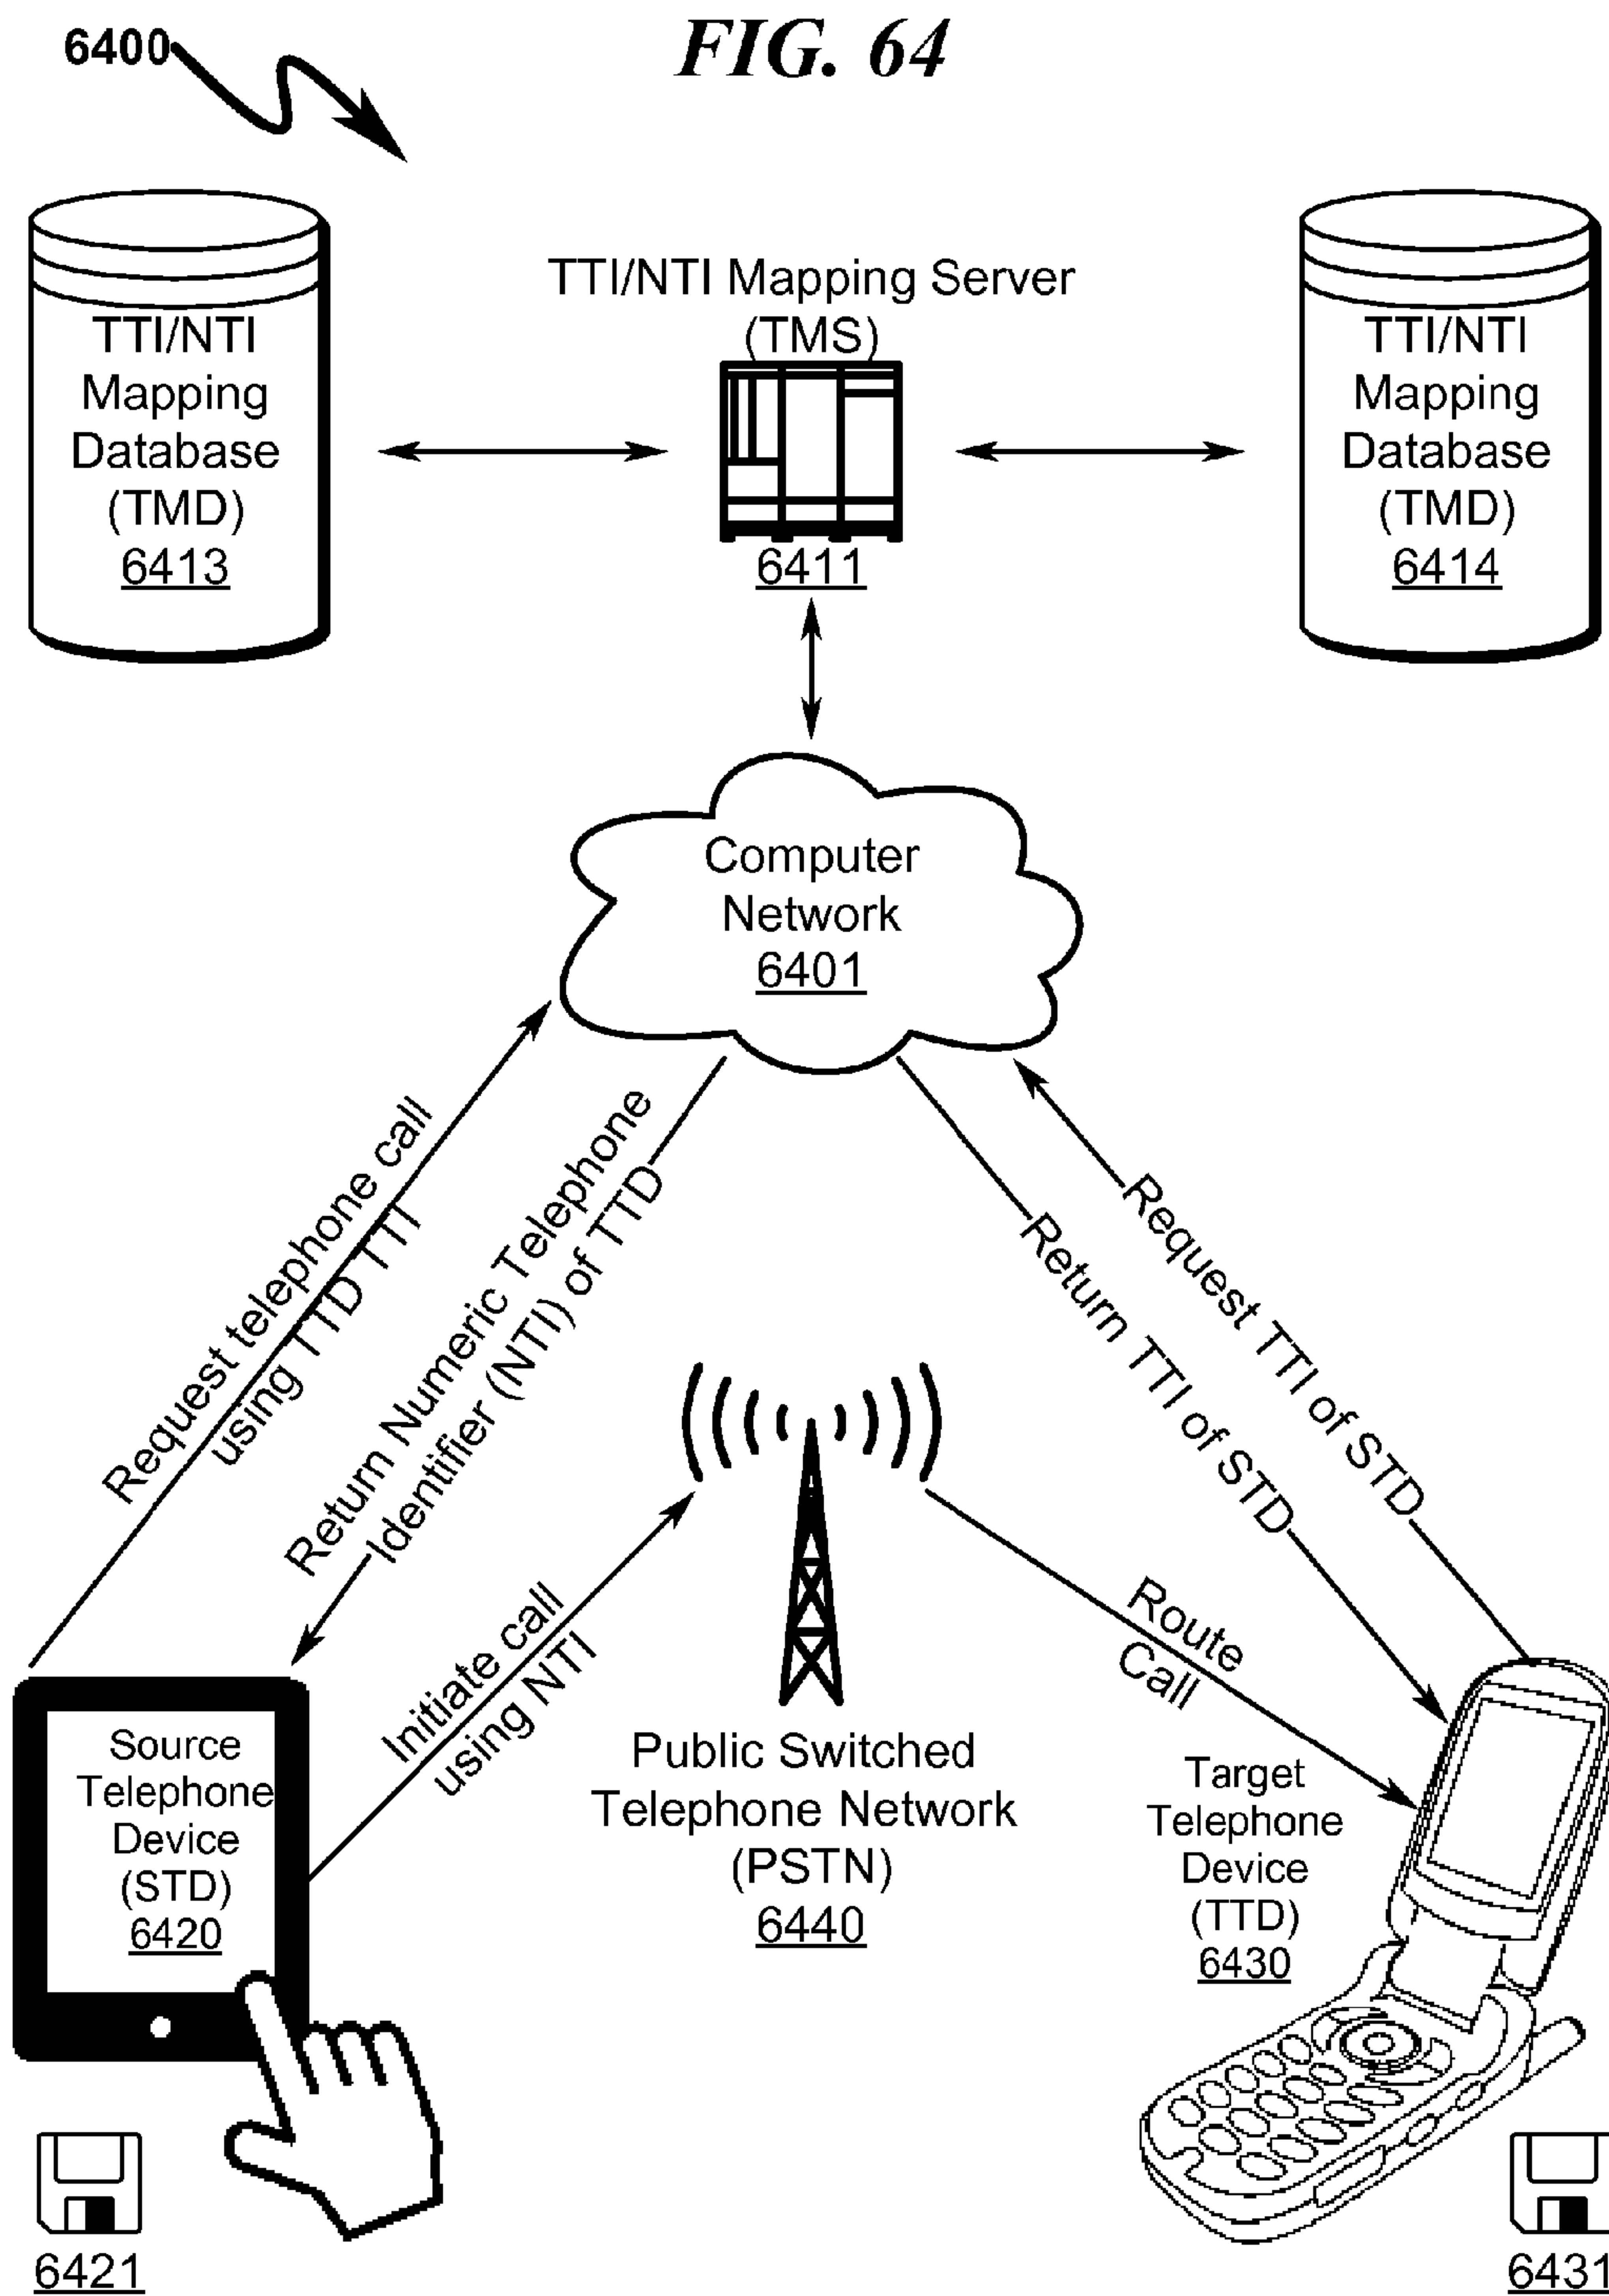 6400
FIG. 64
TTI/NTI
Mapping
Database
(TMD)
6413
TTI/NTI Mapping Server
(TMS)
6411
TTI/NTI
Mapping
Database
(TMD)
6414
Computer
Network
6401
Request telephone call
using TTD TTI
Return Numeric Telephone
Identifier (NTI) of TTD
Return TTI of STD
Request TTI of STD
Initiate call
using NTI
Route
Call
Source
Telephone
Device
(STD)
6420
Public Switched
Telephone Network
(PSTN)
6440
Target
Telephone
Device
(TTD)
6430
6421
6431